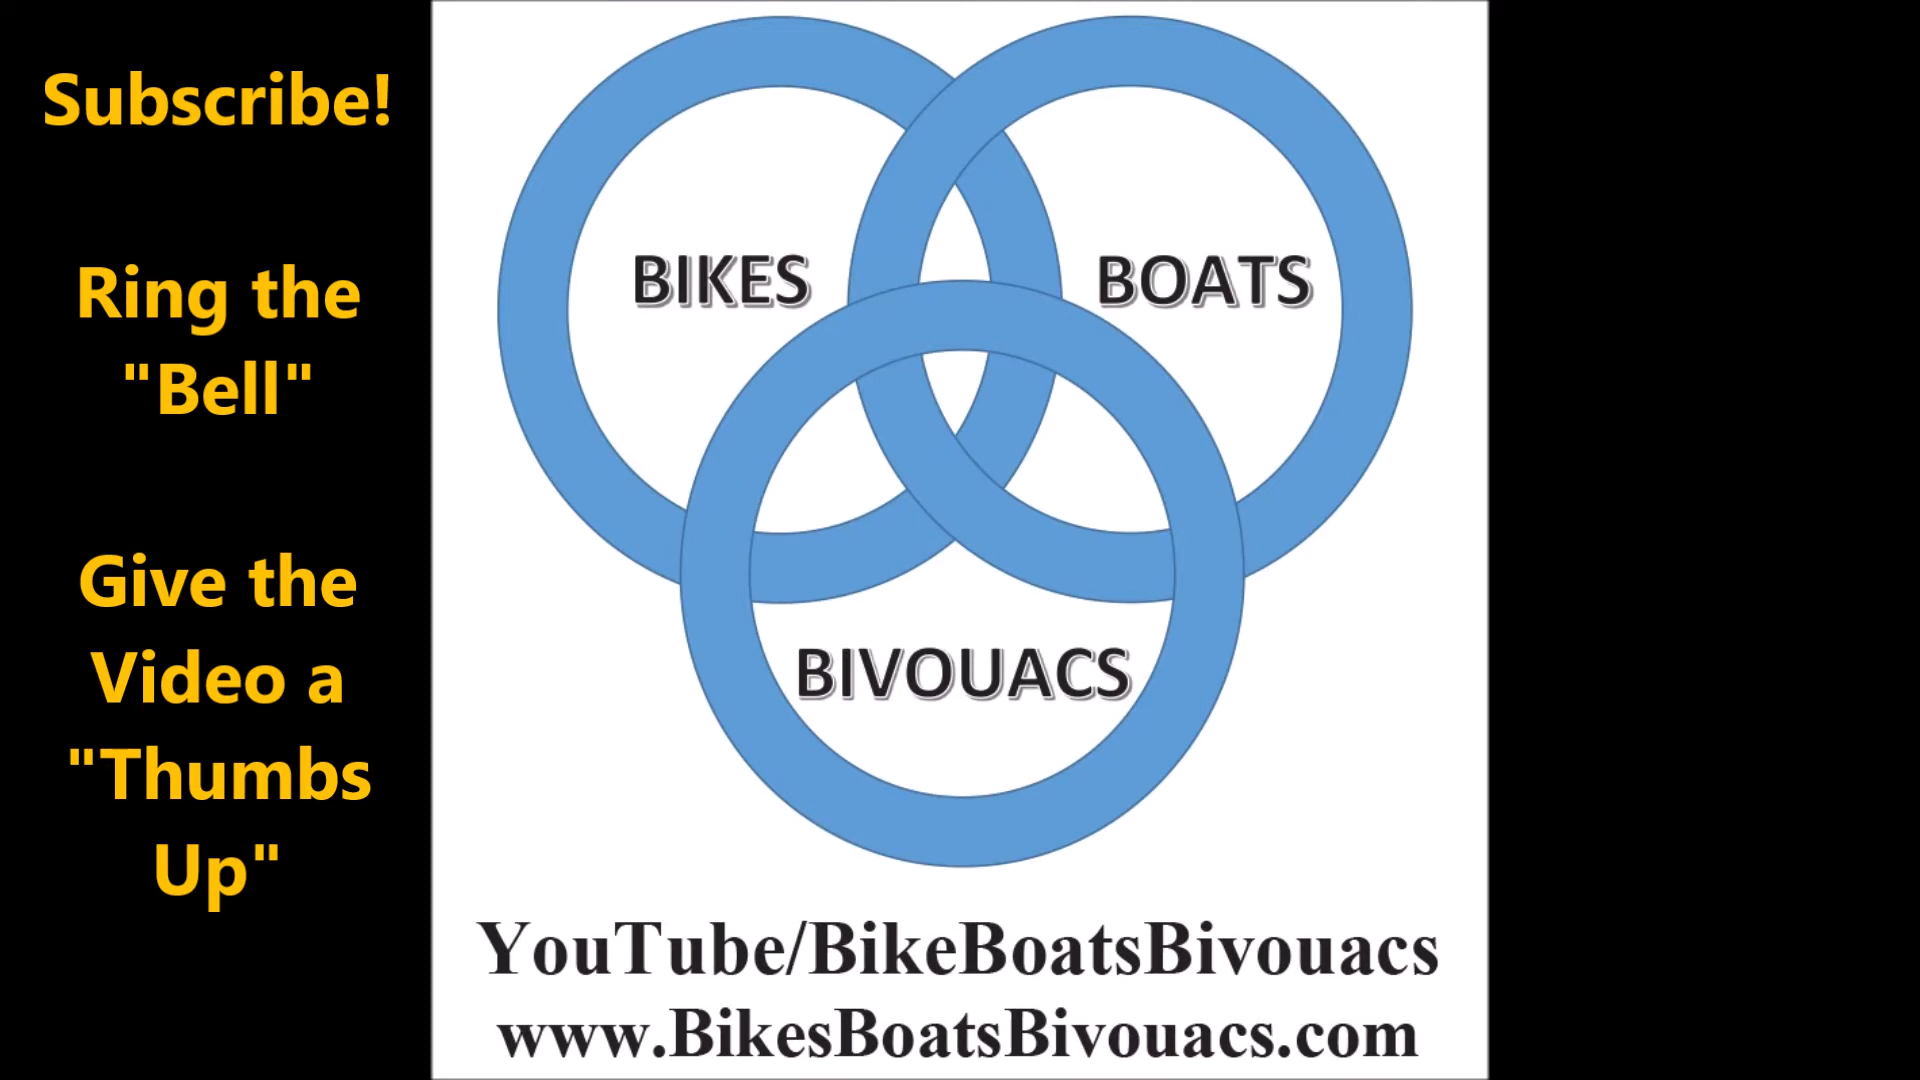 Subscribe!
Ring the
"Bell"
Give the
Video a
"Thumbs
Up"
BIKES
BOATS
BIVOUACS
YouTube/BikeBoatsBivouacs
www.BikesBoatsBivouacs.com